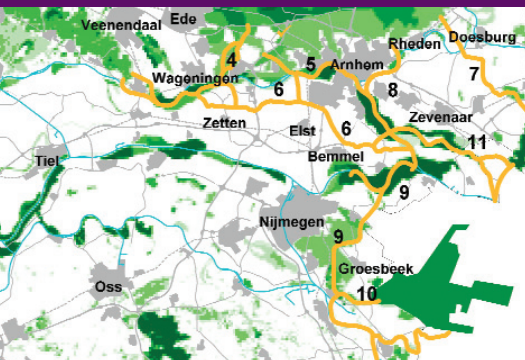 Ede
Veenendaal
Doesburg
Rheden
4
5
Arnhem
7
Wageningen
6
8
Zetten
Zevenaar
Elst
6
11
Bemmel
Tiel
9
Nijmegen
9
Groesbeek
Oss
10